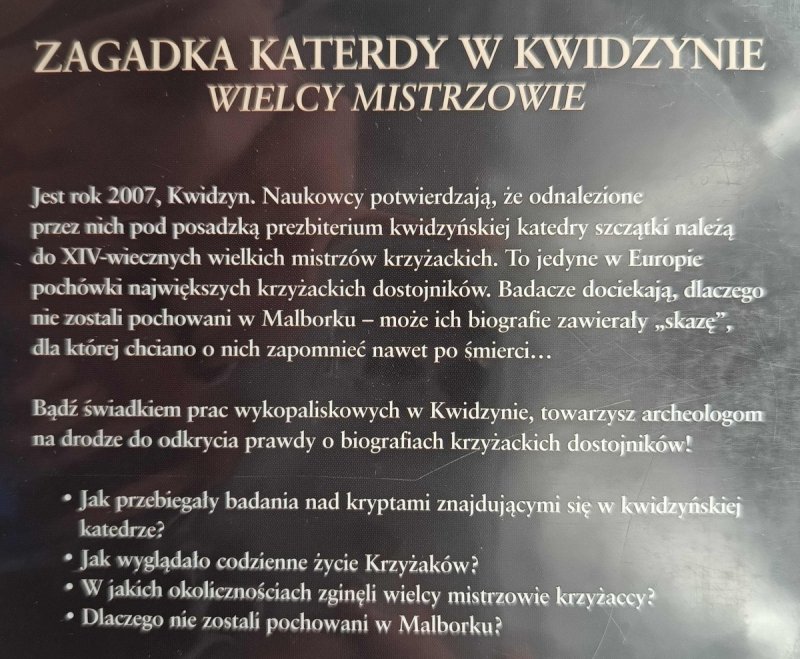 ZAGADKA KATERDY W KWIDZYNIE
WIELCY MISTRZOWIE
Jest rok 2007, Kwidzyn. Naukowcy potwierdzają, że odnalezione
przez nich pod posadzką prezbiterium kwidzyńskiej katedry szczątki należą
do XIV-wiecznych wielkich mistrzów krzyżackich. To jedyne w Europie
pochówki największych krzyżackich dostojników. Badacze dociekają, dlaczego
nie zostali pochowani w Malborku – może ich biografie zawierały „skazę”,
dla której chciano o nich zapomnieć nawet po śmierci...
Bądź świadkiem prac wykopaliskowych w Kwidzynie, towarzysz archeologom
na drodze do odkrycia prawdy o biografiach krzyżackich dostojników!
• Jak przebiegały badania nad kryptami znajdującymi się w kwidzyńskiej
katedrze?
• Jak wyglądało codzienne życie Krzyżaków?
• W jakich okolicznościach zginęli wielcy mistrzowie krzyżaccy?
• Dlaczego nie zostali pochowani w Malborku?